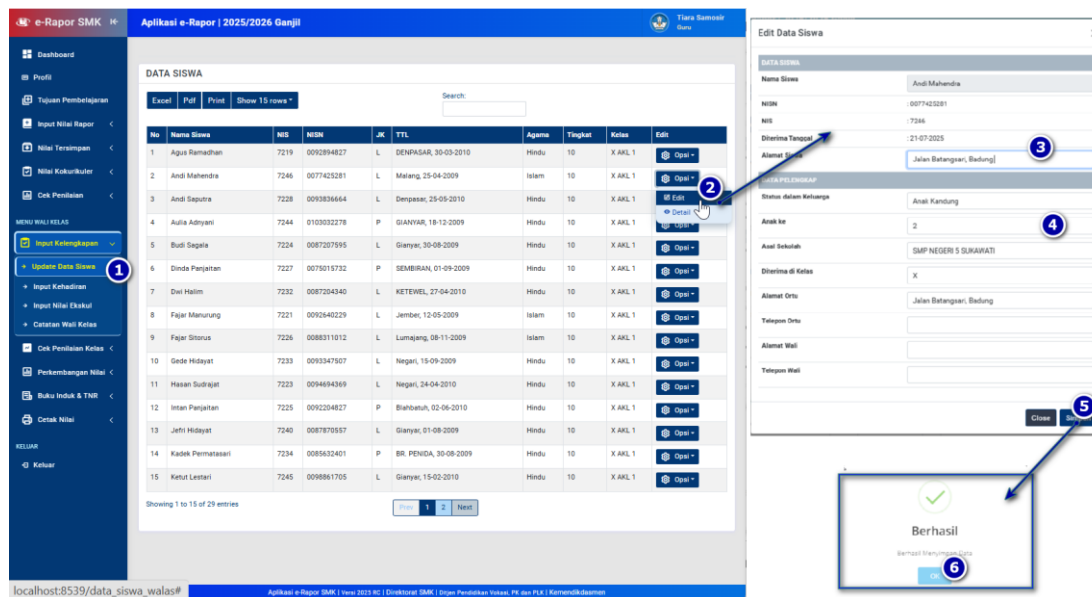 e-Rapor SMK
Aplikasi e-Rapor | 2025/2026 Ganjil
Tiara Samosir
Guru
Dashboard
Profil
Tujuan Pembelajaran
Input Nilai Rapor
Nilai Tersimpan
Nilai Kokurikuler
Cek Penilaian
MENU WALI KELAS
Input Kelengkapan
Update Data Siswa
1
Input Kehadiran
Input Nilai Ekskul
Catatan Wali Kelas
Cek Penilaian Kelas
Perkembangan Nilai
Buku Induk & TNR
Cetak Nilai
KELUAR
Keluar
DATA SISWA
Excel Pdf Print Show 15 rows
Search:
No Nama Siswa NIS NISN JK TTL Agama Tingkat Kelas Edit
1 Agus Ramadhan 7219 0092894827 L DENPASAR, 30-03-2010 Hindu 10 X AKL 1 Opsi
2 Andi Mahendra 7246 0077425281 L Malang, 25-04-2009 Islam 10 X AKL 1 Opsi
2
Edit
Detail
3 Andi Saputra 7228 0093836664 L Denpasar, 25-05-2010 Hindu 10 X AKL 1
4 Aulia Adnyani 7244 0103032278 P GIANYAR, 18-12-2009 Hindu 10 X AKL 1 Opsi
5 Budi Sagala 7224 0087207595 L Gianyar, 30-08-2009 Hindu 10 X AKL 1 Opsi
6 Dinda Panjaitan 7227 0075015732 P SEMBIRAN, 01-09-2009 Hindu 10 X AKL 1 Opsi
7 Dwi Halim 7232 0087204340 L KETEWEL, 27-04-2010 Hindu 10 X AKL 1 Opsi
8 Fajar Manurung 7221 0092640229 L Jember, 12-05-2009 Islam 10 X AKL 1 Opsi
9 Fajar Sitorus 7226 0088311012 L Lumajang, 08-11-2009 Islam 10 X AKL 1 Opsi
10 Gede Hidayat 7233 0093347507 L Negari, 15-09-2009 Hindu 10 X AKL 1 Opsi
11 Hasan Sudrajat 7223 0094694369 L Negari, 24-04-2010 Hindu 10 X AKL 1 Opsi
12 Intan Panjaitan 7225 0092204827 P Blahbatuh, 02-06-2010 Hindu 10 X AKL 1 Opsi
13 Jefri Hidayat 7240 0087870557 L Gianyar, 01-08-2009 Hindu 10 X AKL 1 Opsi
14 Kadek Permatasari 7234 0085632401 P BR. PENIDA, 30-08-2009 Hindu 10 X AKL 1 Opsi
15 Ketut Lestari 7245 0098861705 L Gianyar, 15-02-2010 Hindu 10 X AKL 1 Opsi
Showing 1 to 15 of 29 entries
Prev 1 2 Next
localhost:8539/data_siswa_walas#
Aplikasi e-Rapor SMK | Versi 2023 RC | Direktorat SMK | Ditjen Pendidikan Vokasi, PK dan PLK | Kemendikdasmen
Edit Data Siswa
DATA SISWA
Nama Siswa Andi Mahendra
NISN : 0077425281
NIS : 7246
Diterima Tanggal : 21-07-2025
Alamat Siswa Jalan Batangsari, Badung
3
DATA PELENGKAP
Status dalam Keluarga Anak Kandung
Anak ke 2
4
Asal Sekolah SMP NEGERI 5 SUKAWATI
Diterima di Kelas X
Alamat Ortu Jalan Batangsari, Badung
Telepon Ortu
Alamat Wali
Telepon Wali
Close
5
Berhasil
Berhasil Menyimpan Data
OK
6